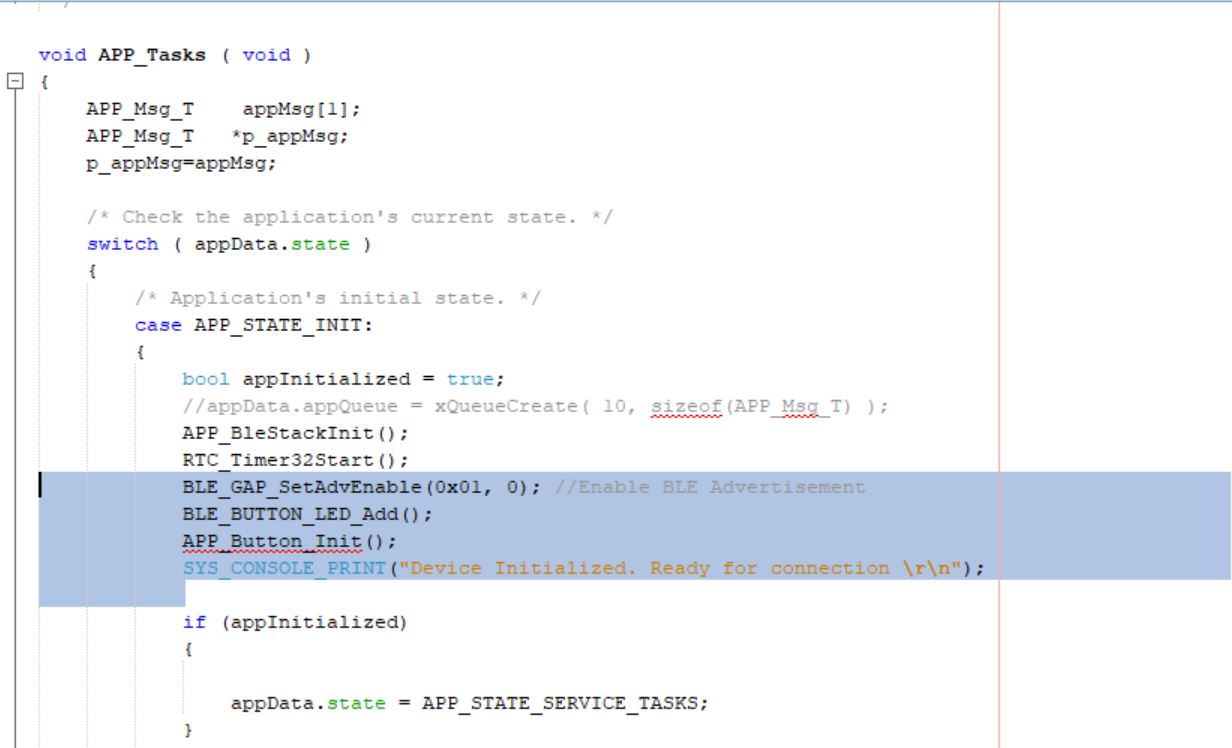 void APP_Tasks ( void )
{
APP_Msg_T    appMsg[1];
APP_Msg_T   *p_appMsg;
p_appMsg=appMsg;
/* Check the application's current state. */
switch ( appData.state )
{
/* Application's initial state. */
case APP_STATE_INIT:
{
bool appInitialized = true;
//appData.appQueue = xQueueCreate( 10, sizeof(APP_Msg_T) );
APP_BleStackInit();
RTC_Timer32Start();
BLE_GAP_SetAdvEnable(0x01, 0); //Enable BLE Advertisement
BLE_BUTTON_LED_Add();
APP_Button_Init();
SYS_CONSOLE_PRINT("Device Initialized. Ready for connection \r\n");
if (appInitialized)
{
appData.state = APP_STATE_SERVICE_TASKS;
}